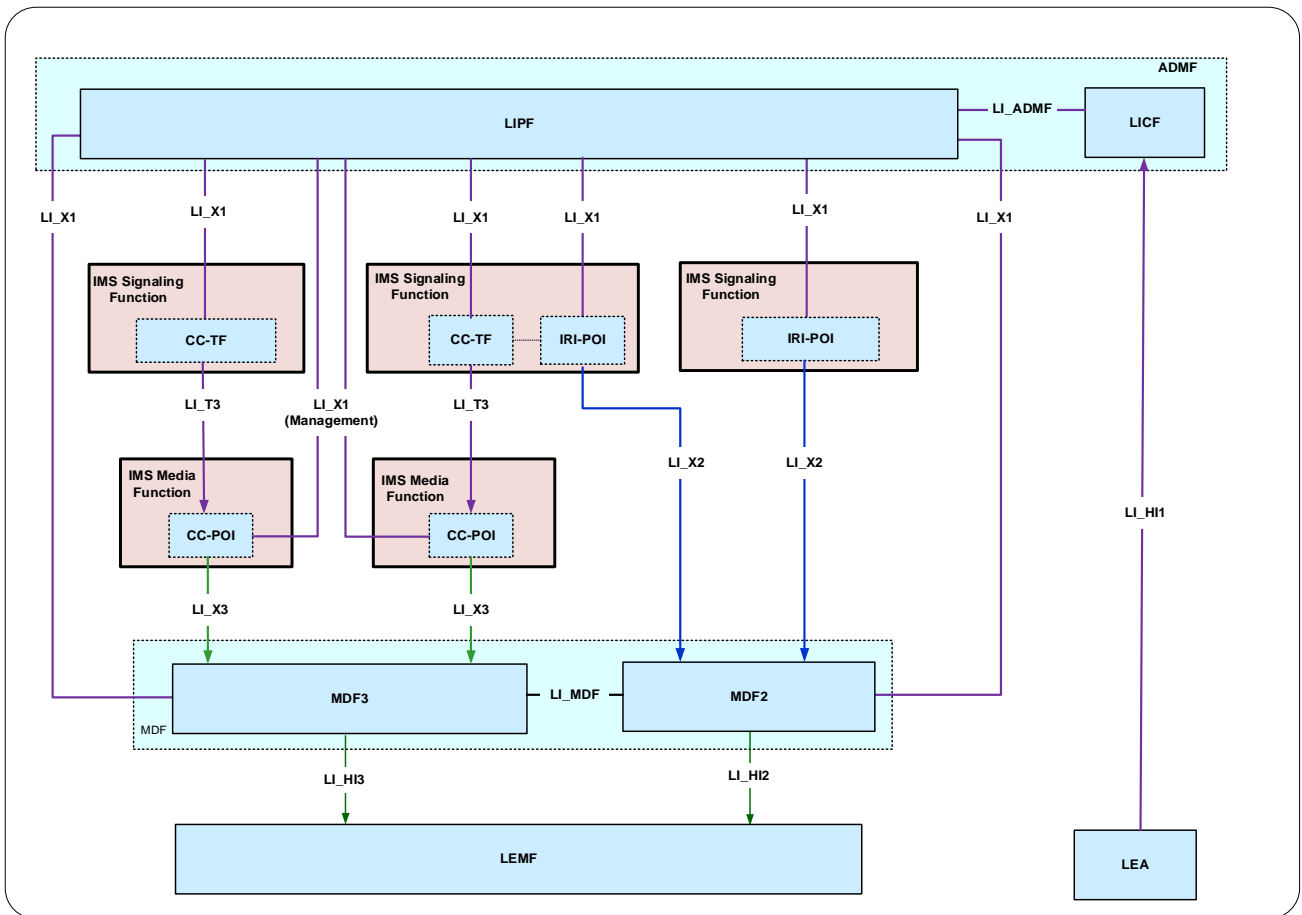 ADMF
LIPF
LI_ADMF
LICF
LI_X1
LI_X1
LI_X1
LI_X1
LI_X1
LI_X1
IMS Signaling
Function
CC-TF
IMS Signaling
Function
CC-TF
IRI-POI
IMS Signaling
Function
IRI-POI
LI_T3
LI_X1
(Management)
LI_T3
LI_X2
LI_X2
IMS Media
Function
CC-POI
IMS Media
Function
CC-POI
LI_HI1
LI_X3
LI_X3
MDF3
LI_MDF
MDF2
MDF
LI_HI3
LI_HI2
LEMF
LEA